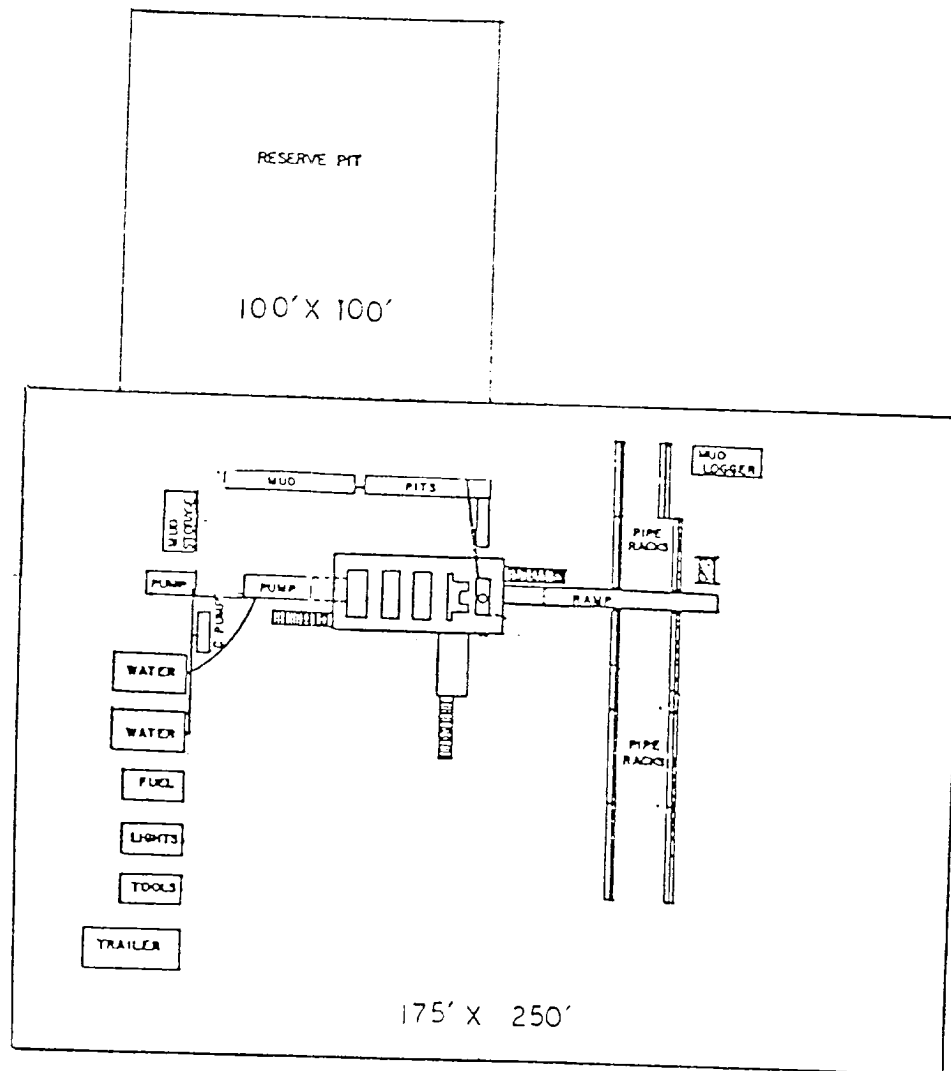 RESERVE PIT
100' X 100'
MUD
LOGGER
MUD
PITS
MUD
STORAGE
PIPE
RACKS
PUMP
PUMP
RAMP
C PUMP
WATER
WATER
PIPE
RACKS
FUEL
LIGHTS
TOOLS
TRAILER
175' X 250'